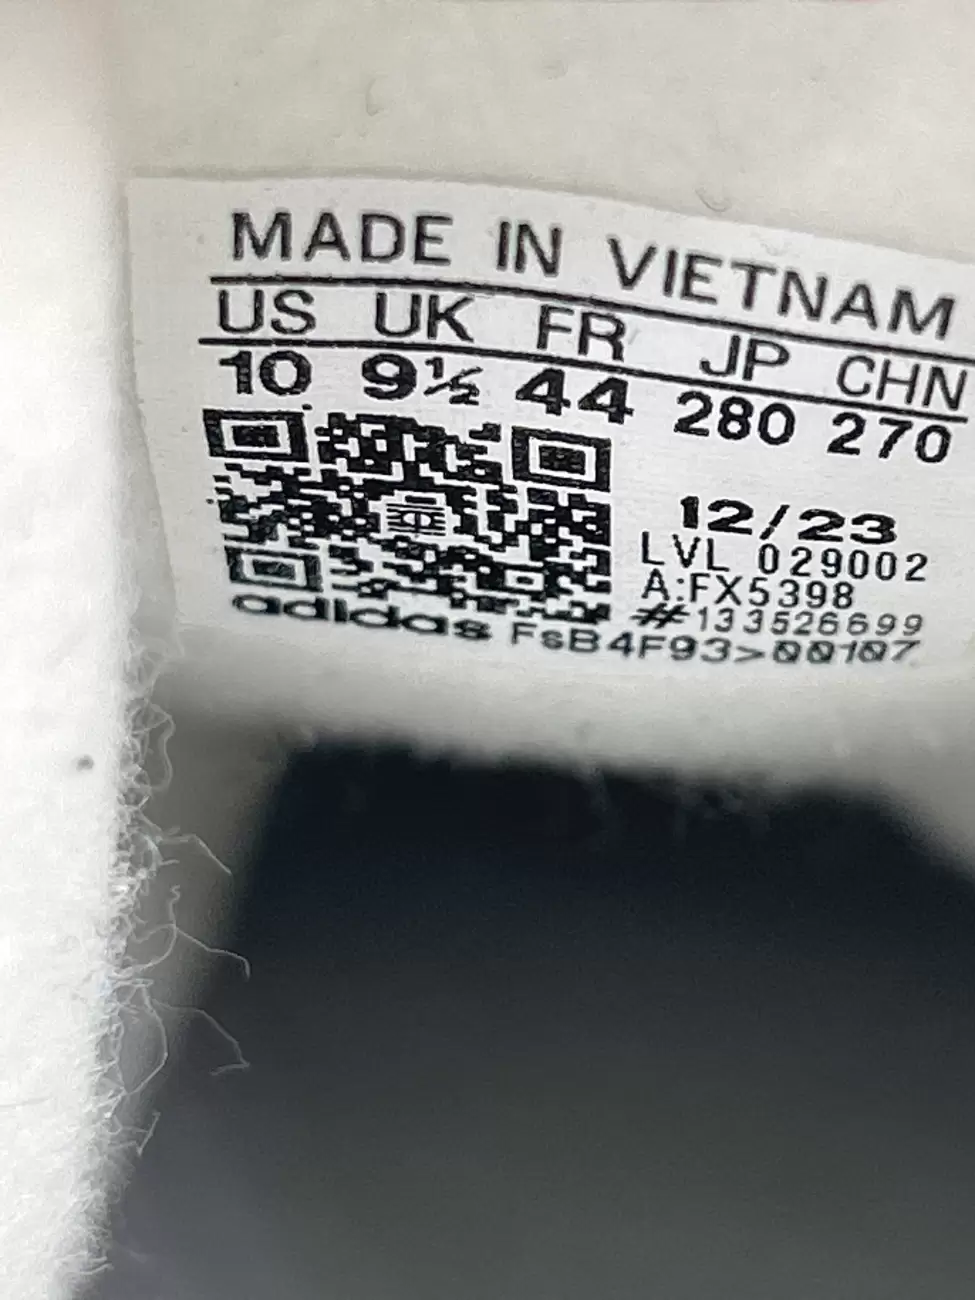 MADE IN VIETNAM
US UK FR JP CHN
10 9½ 44 280 270
12/23
LVL 029002
A:FX5398
#133526699
adidas FsB4F93>00107